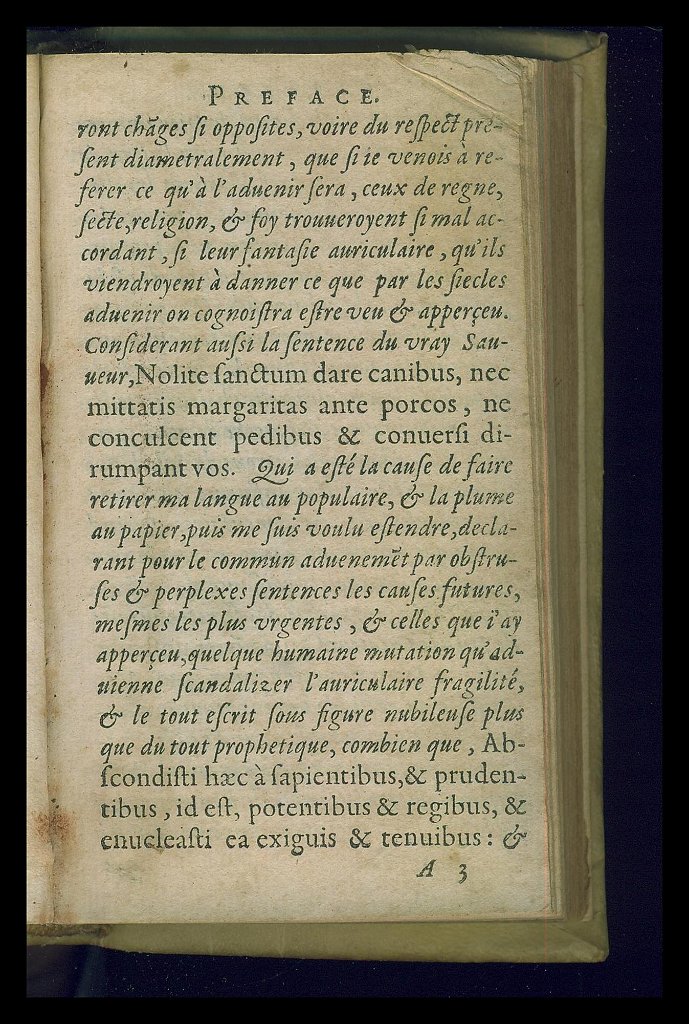 PREFACE.
ront chāges ſi oppoſites, voire du reſpect pre-
ſent diametralement, que ſi ie venois à re-
ferer ce qu'à l'aduenir ſera, ceux de regne,
ſecte, religion, & foy trouueroyent ſi mal ac-
cordant, ſi leur fantaſie auriculaire, qu'ils
viendroyent à danner ce que par les ſiecles
aduenir on cognoiſtra eſtre veu & apperçeu.
Conſiderant auſsi la ſentence du vray Sau-
ueur, Nolite ſanctum dare canibus, nec
mittatis margaritas ante porcos, ne
conculcent pedibus & conuerſi di-
rumpant vos. Qui a eſté la cauſe de faire
retirer ma langue au populaire, & la plume
au papier, puis me ſuis voulu eſtendre, decla-
rant pour le commun aduenemēt par obſtru-
ſes & perplexes ſentences les cauſes futures,
meſmes les plus vrgentes, & celles que i'ay
apperçeu, quelque humaine mutation qu'ad-
uienne ſcandalizer l'auriculaire fragilité,
& le tout eſcrit ſous figure nubileuſe plus
que du tout prophetique, combien que, Ab-
ſcondiſti hæc à ſapientibus, & pruden-
tibus, id eſt, potentibus & regibus, &
enucleaſti ea exiguis & tenuibus: &
A 3